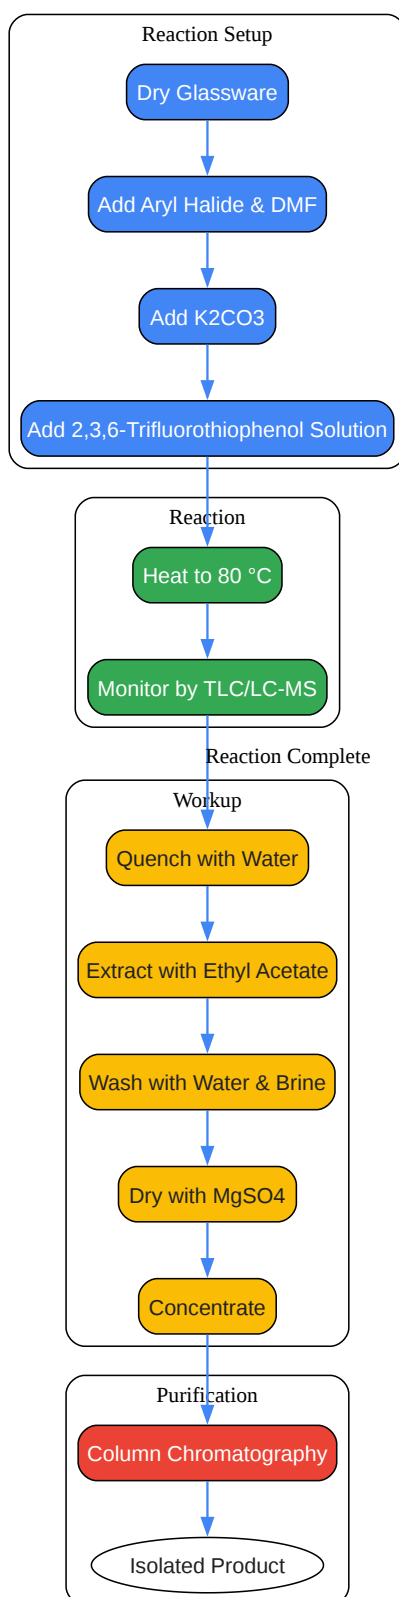 Reaction Setup
Dry Glassware
Add Aryl Halide & DMF
Add K2CO3
Add 2,3,6-Trifluorothiophenol Solution
Reaction
Heat to 80 °C
Monitor by TLC/LC-MS
Reaction Complete
Workup
Quench with Water
Extract with Ethyl Acetate
Wash with Water & Brine
Dry with MgSO4
Concentrate
Purification
Column Chromatography
Isolated Product